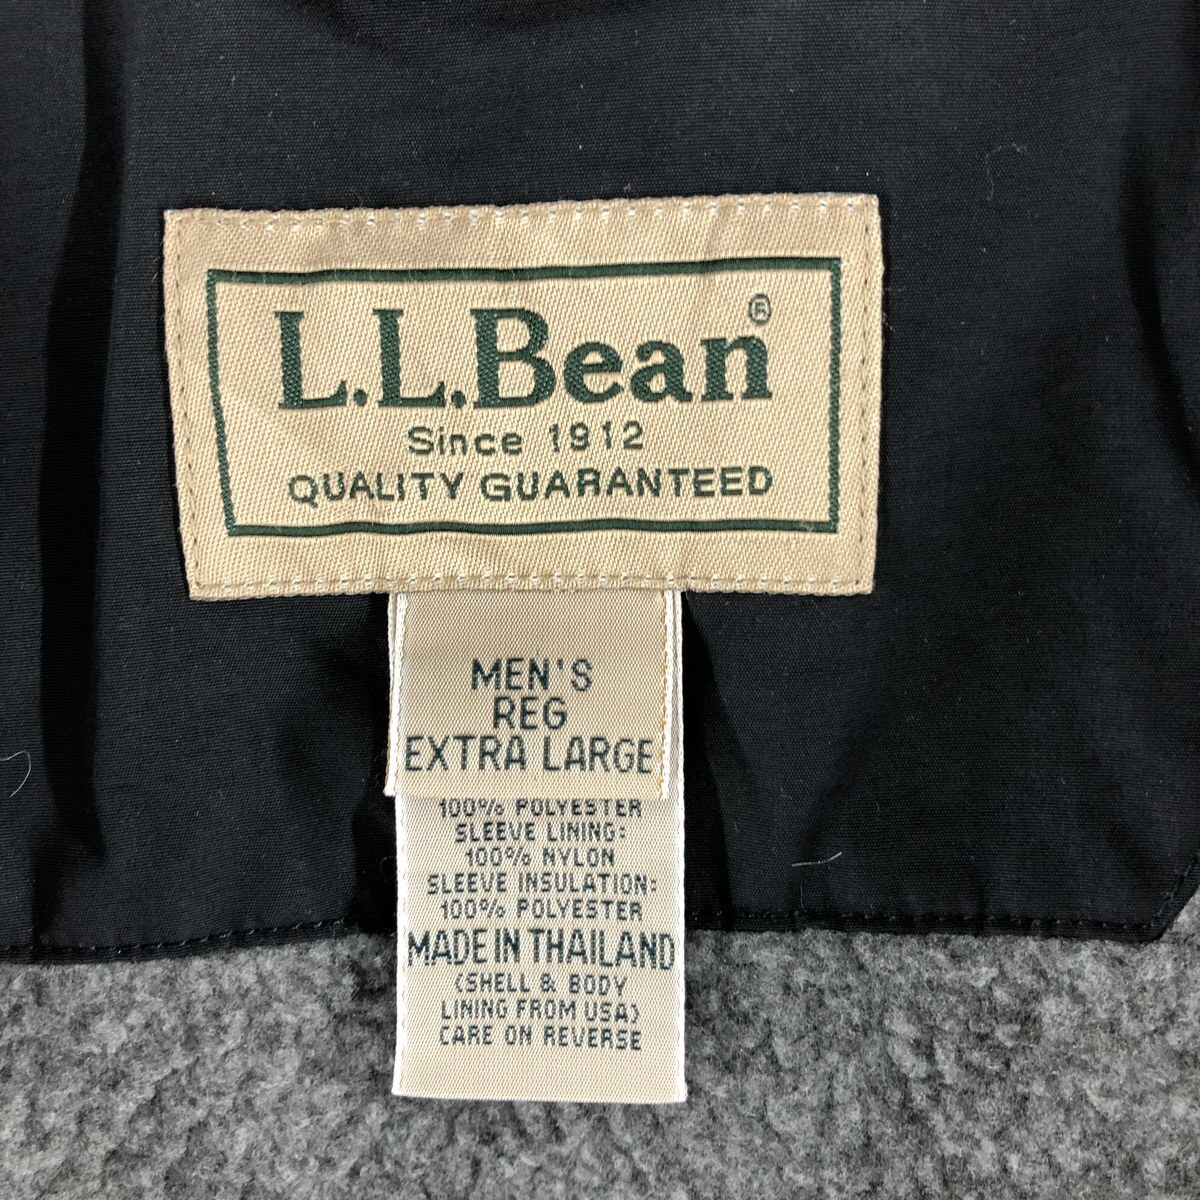 L.L.Bean®
Since 1912
QUALITY GUARANTEED
MEN'S
REG
EXTRA LARGE
100% POLYESTER
SLEEVE LINING:
100% NYLON
SLEEVE INSULATION:
100% POLYESTER
MADE IN THAILAND
(SHELL & BODY
LINING FROM USA)
CARE ON REVERSE